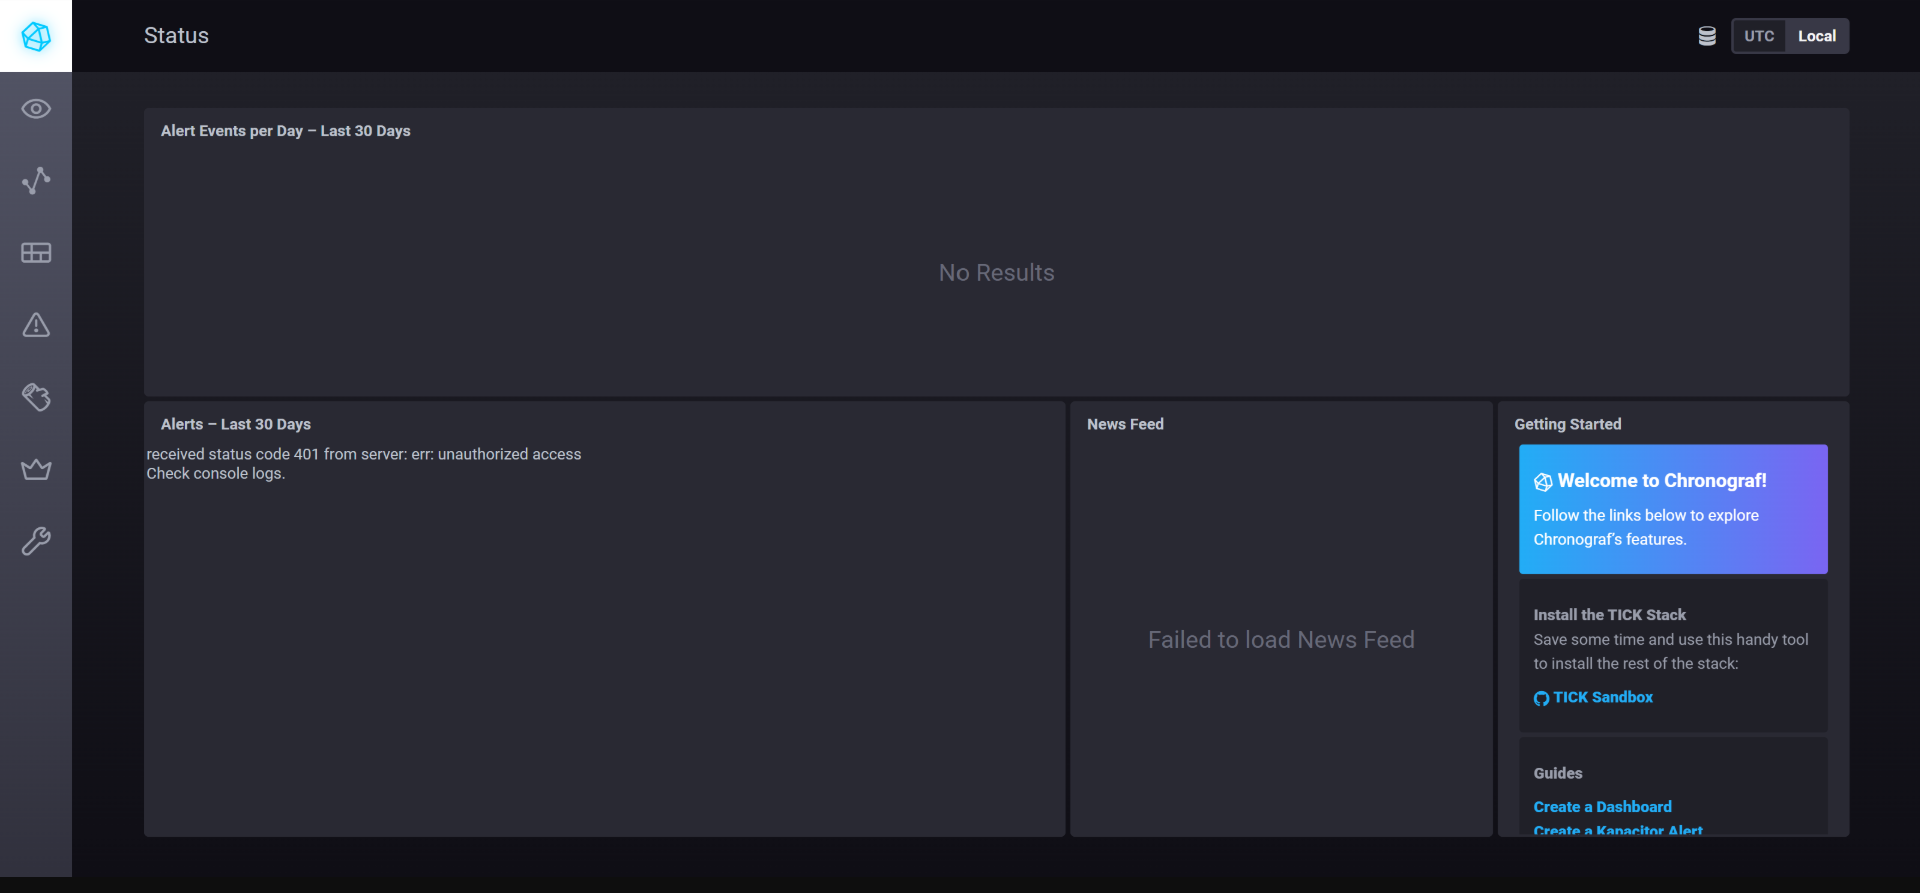 Status
UTC
Local
Alert Events per Day – Last 30 Days
No Results
Alerts – Last 30 Days
received status code 401 from server: err: unauthorized access
Check console logs.
News Feed
Failed to load News Feed
Getting Started
Welcome to Chronograf!
Follow the links below to explore
Chronograf's features.
Install the TICK Stack
Save some time and use this handy tool
to install the rest of the stack:
TICK Sandbox
Guides
Create a Dashboard
Create a Kapacitor Alert